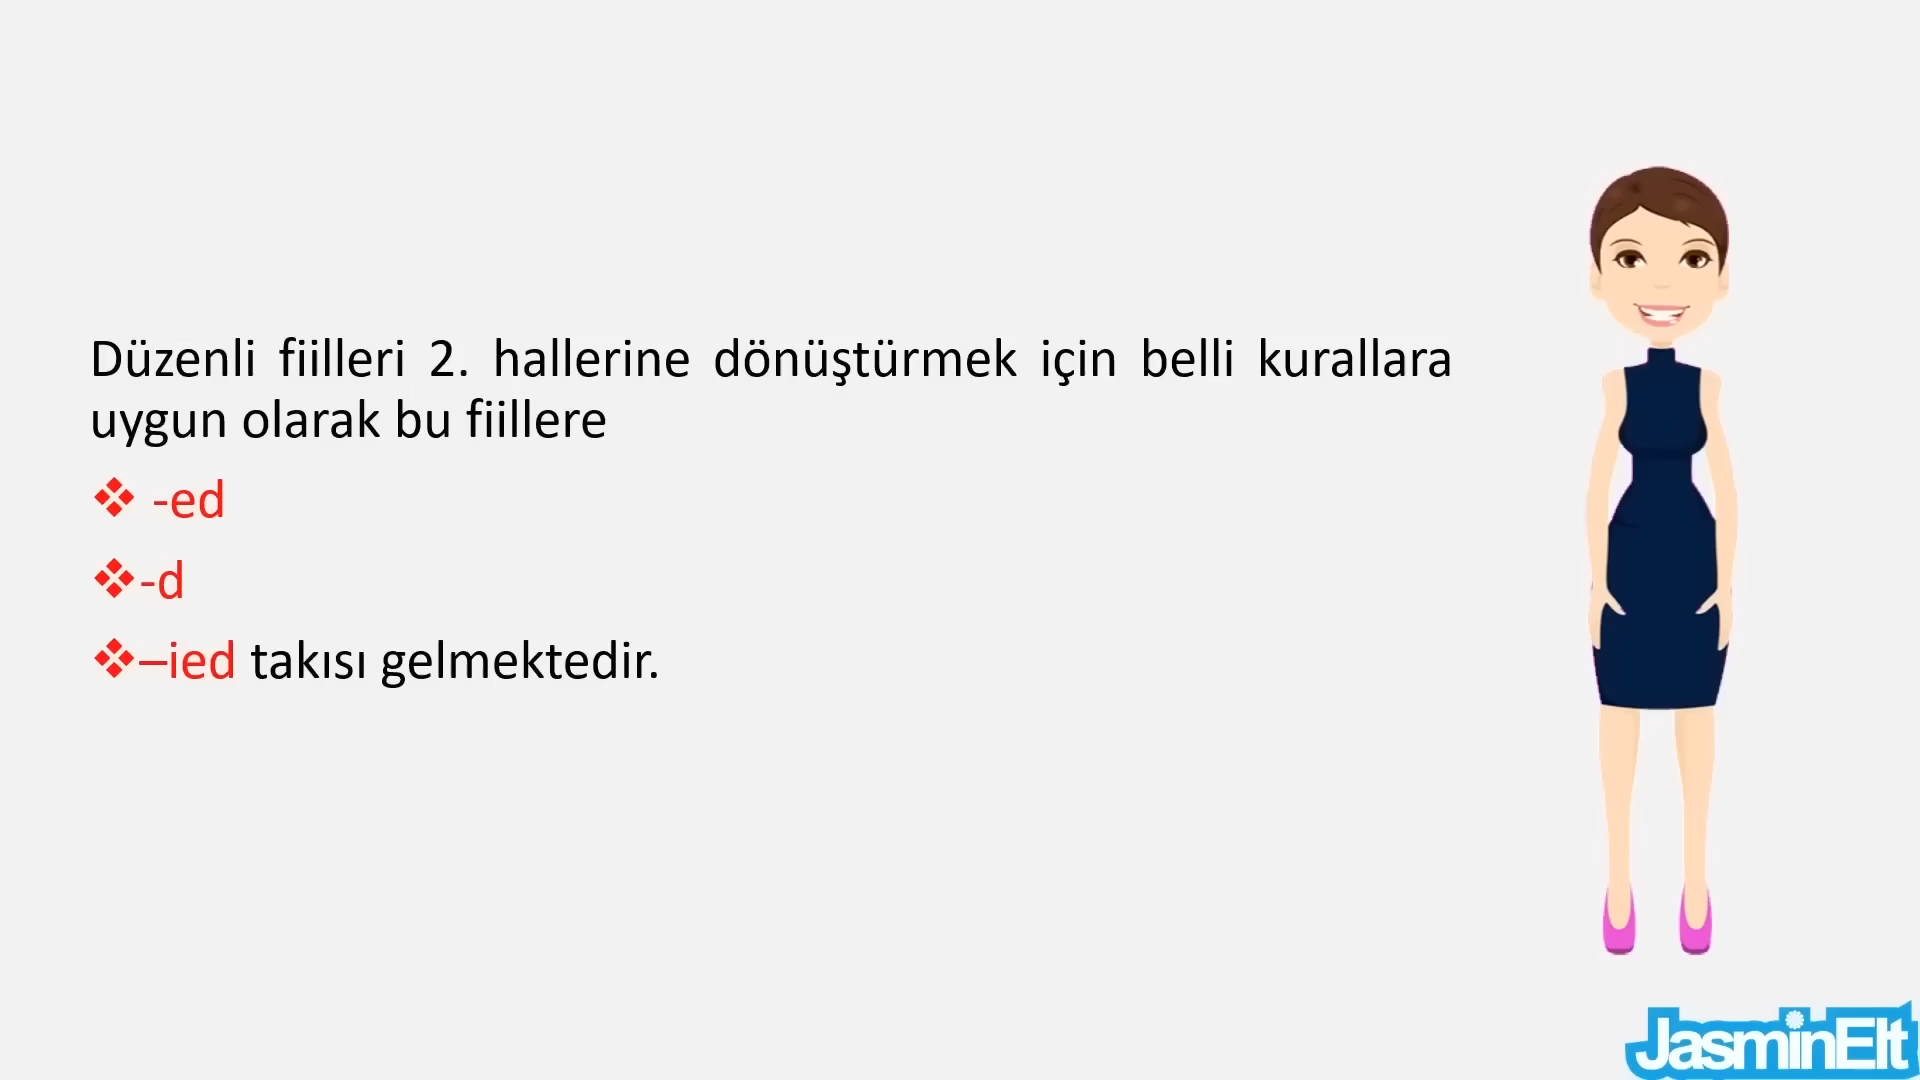 Düzenli fiilleri 2. hallerine dönüştürmek için belli kurallara
uygun olarak bu fiillere
❖ -ed
❖-d
❖–ied takısı gelmektedir.
JasminElt